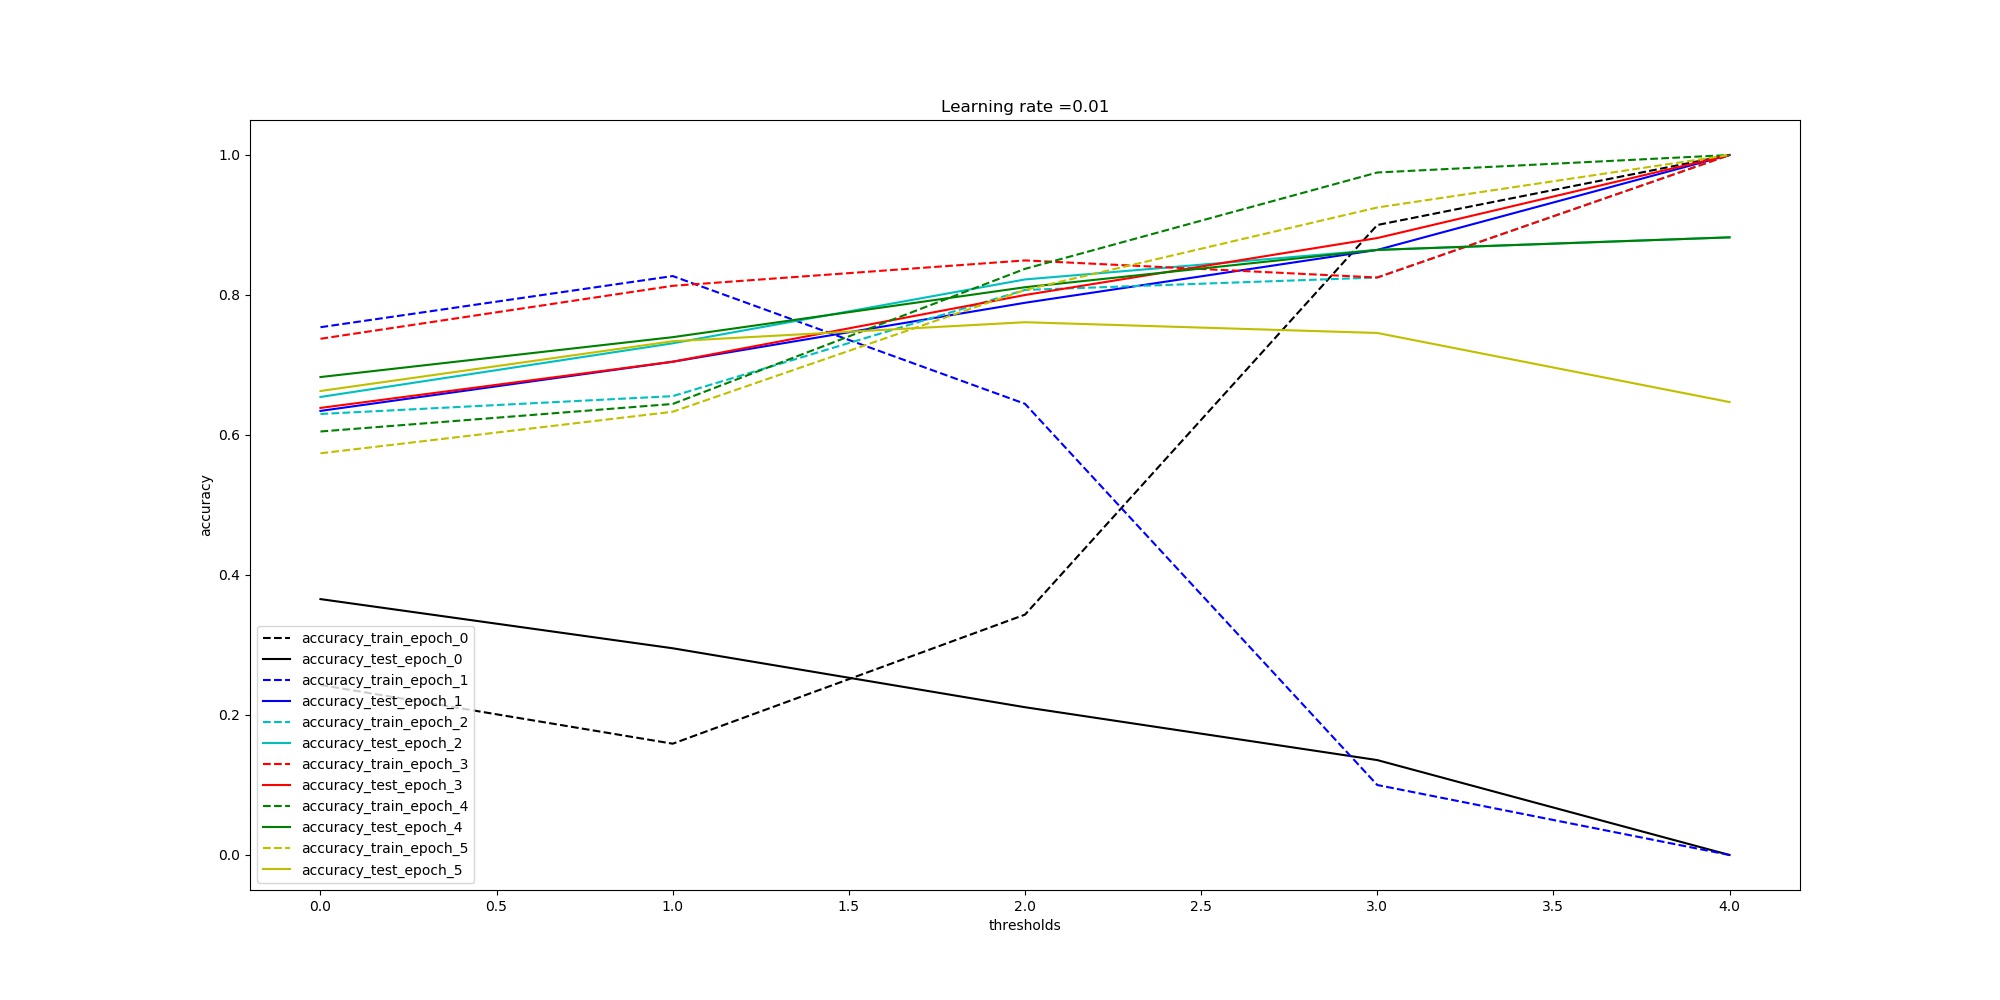 Learning rate =0.01
1.0
0.8
0.6
0.4
0.2
0.0
accuracy
accuracy_train_epoch_0
accuracy_test_epoch_0
accuracy_train_epoch_1
accuracy_test_epoch_1
accuracy_train_epoch_2
accuracy_test_epoch_2
accuracy_train_epoch_3
accuracy_test_epoch_3
accuracy_train_epoch_4
accuracy_test_epoch_4
accuracy_train_epoch_5
accuracy_test_epoch_5
0.0 0.5 1.0 1.5 2.0 2.5 3.0 3.5 4.0
thresholds